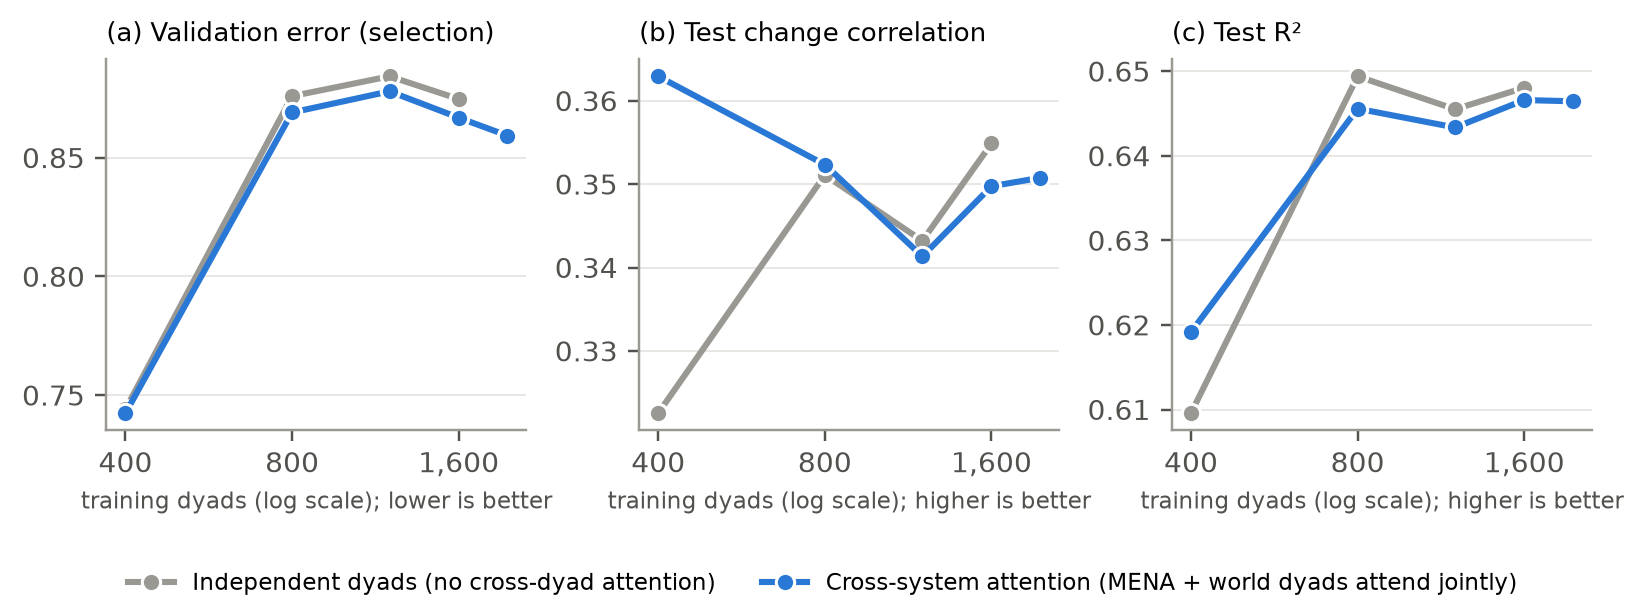 (a) Validation error (selection)
0.85
0.80
0.75
400 800 1,600
training dyads (log scale); lower is better
(b) Test change correlation
0.36
0.35
0.34
0.33
400 800 1,600
training dyads (log scale); higher is better
(c) Test R²
0.65
0.64
0.63
0.62
0.61
400 800 1,600
training dyads (log scale); higher is better
Independent dyads (no cross-dyad attention)
Cross-system attention (MENA + world dyads attend jointly)